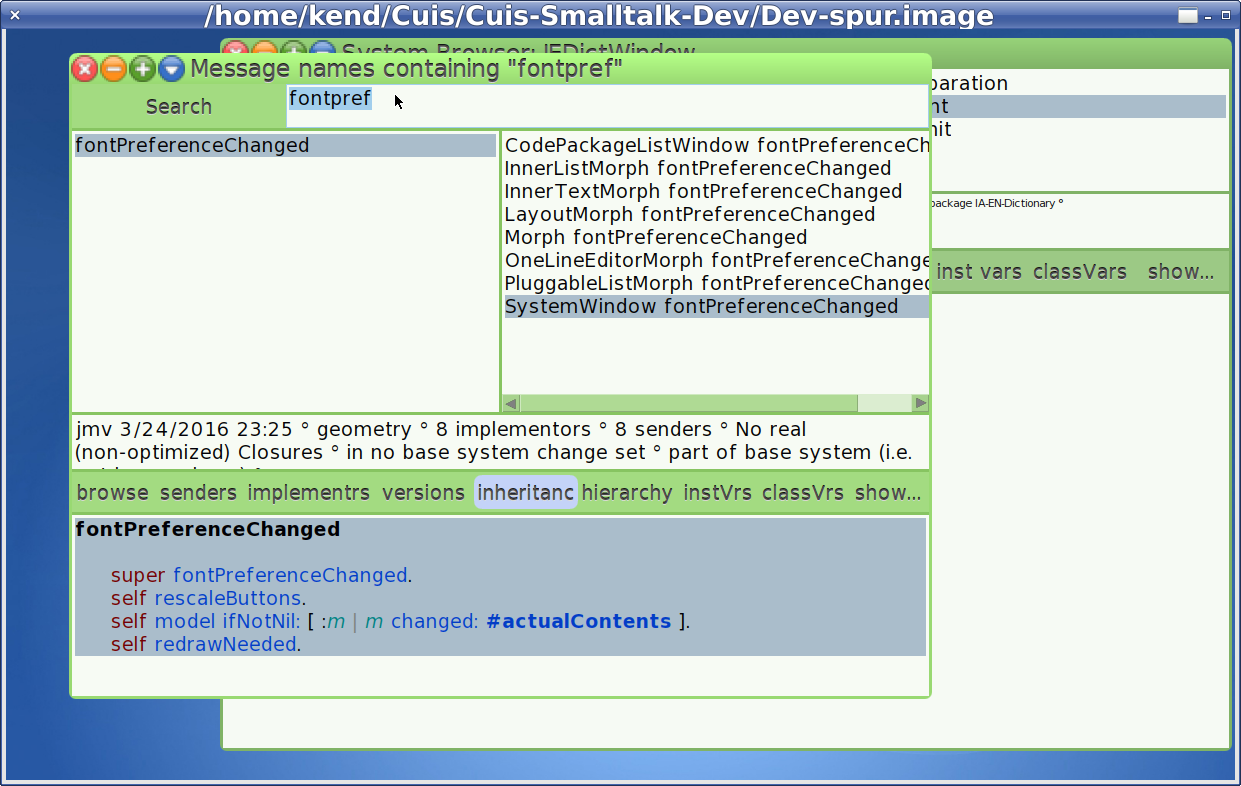 /home/kend/Cuis/Cuis-Smalltalk-Dev/Dev-spur.image
System Browser: IEDictWindow
Message names containing "fontpref"
Search
fontpref
fontPreferenceChanged
CodePackageListWindow fontPreferenceCh
InnerListMorph fontPreferenceChanged
InnerTextMorph fontPreferenceChanged
LayoutMorph fontPreferenceChanged
Morph fontPreferenceChanged
OneLineEditorMorph fontPreferenceChange
PluggableListMorph fontPreferenceChanged
SystemWindow fontPreferenceChanged
paration
nt
nit
package IA-EN-Dictionary °
inst vars classVars show...
jmv 3/24/2016 23:25 ° geometry ° 8 implementors ° 8 senders ° No real
(non-optimized) Closures ° in no base system change set ° part of base system (i.e.
browse senders implementrs versions inheritanc hierarchy instVrs classVrs show...
fontPreferenceChanged
super fontPreferenceChanged.
self rescaleButtons.
self model ifNotNil: [ :m | m changed: #actualContents ].
self redrawNeeded.